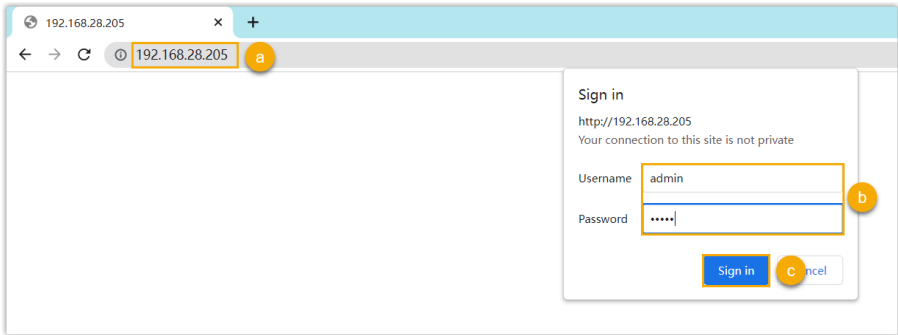 192.168.28.205
192.168.28.205
a
Sign in
http://192.168.28.205
Your connection to this site is not private
Username admin
b
Password •••••
Sign in c ncel